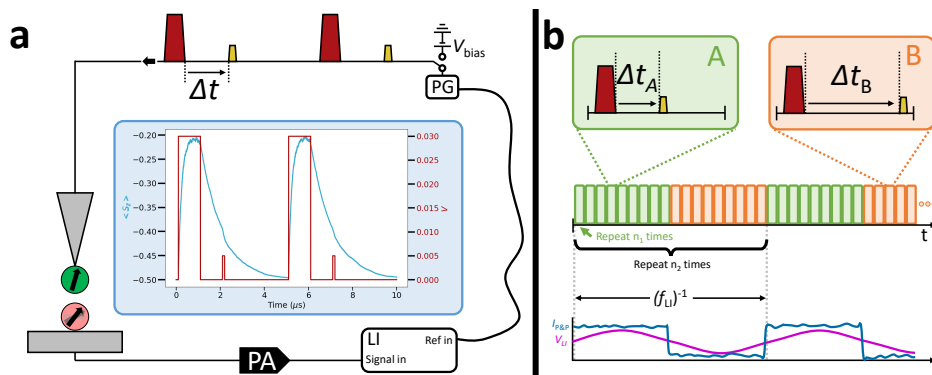 a
Δt
V_bias
PG
−0.20
−0.25
−0.30
−0.35
−0.40
−0.45
−0.50
<S_z>
0.030
0.025
0.020
0.015
0.010
0.005
0.000
V
0 2 4 6 8 10
Time (μs)
PA
LI
Ref in
Signal in
b
A
Δt_A
B
Δt_B
t
Repeat n₁ times
Repeat n₂ times
(f_LI)⁻¹
I_P&P
V_LI